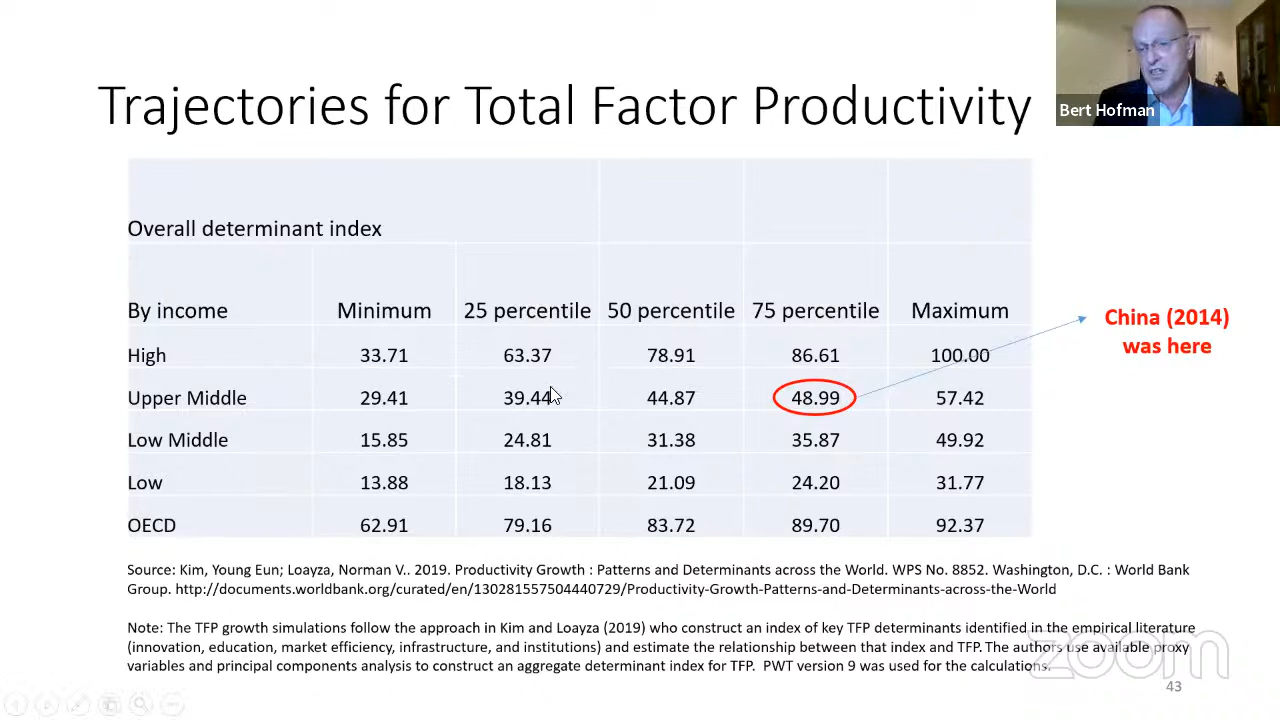 Trajectories for Total Factor Productivity
Bert Hofman
Overall determinant index
By income Minimum 25 percentile 50 percentile 75 percentile Maximum
High 33.71 63.37 78.91 86.61 100.00
Upper Middle 29.41 39.44 44.87 48.99 57.42
Low Middle 15.85 24.81 31.38 35.87 49.92
Low 13.88 18.13 21.09 24.20 31.77
OECD 62.91 79.16 83.72 89.70 92.37
China (2014)
was here
Source: Kim, Young Eun; Loayza, Norman V.. 2019. Productivity Growth : Patterns and Determinants across the World. WPS No. 8852. Washington, D.C. : World Bank
Group. http://documents.worldbank.org/curated/en/130281557504440729/Productivity-Growth-Patterns-and-Determinants-across-the-World
Note: The TFP growth simulations follow the approach in Kim and Loayza (2019) who construct an index of key TFP determinants identified in the empirical literature
(innovation, education, market efficiency, infrastructure, and institutions) and estimate the relationship between that index and TFP. The authors use available proxy
variables and principal components analysis to construct an aggregate determinant index for TFP. PWT version 9 was used for the calculations.
zoom
43